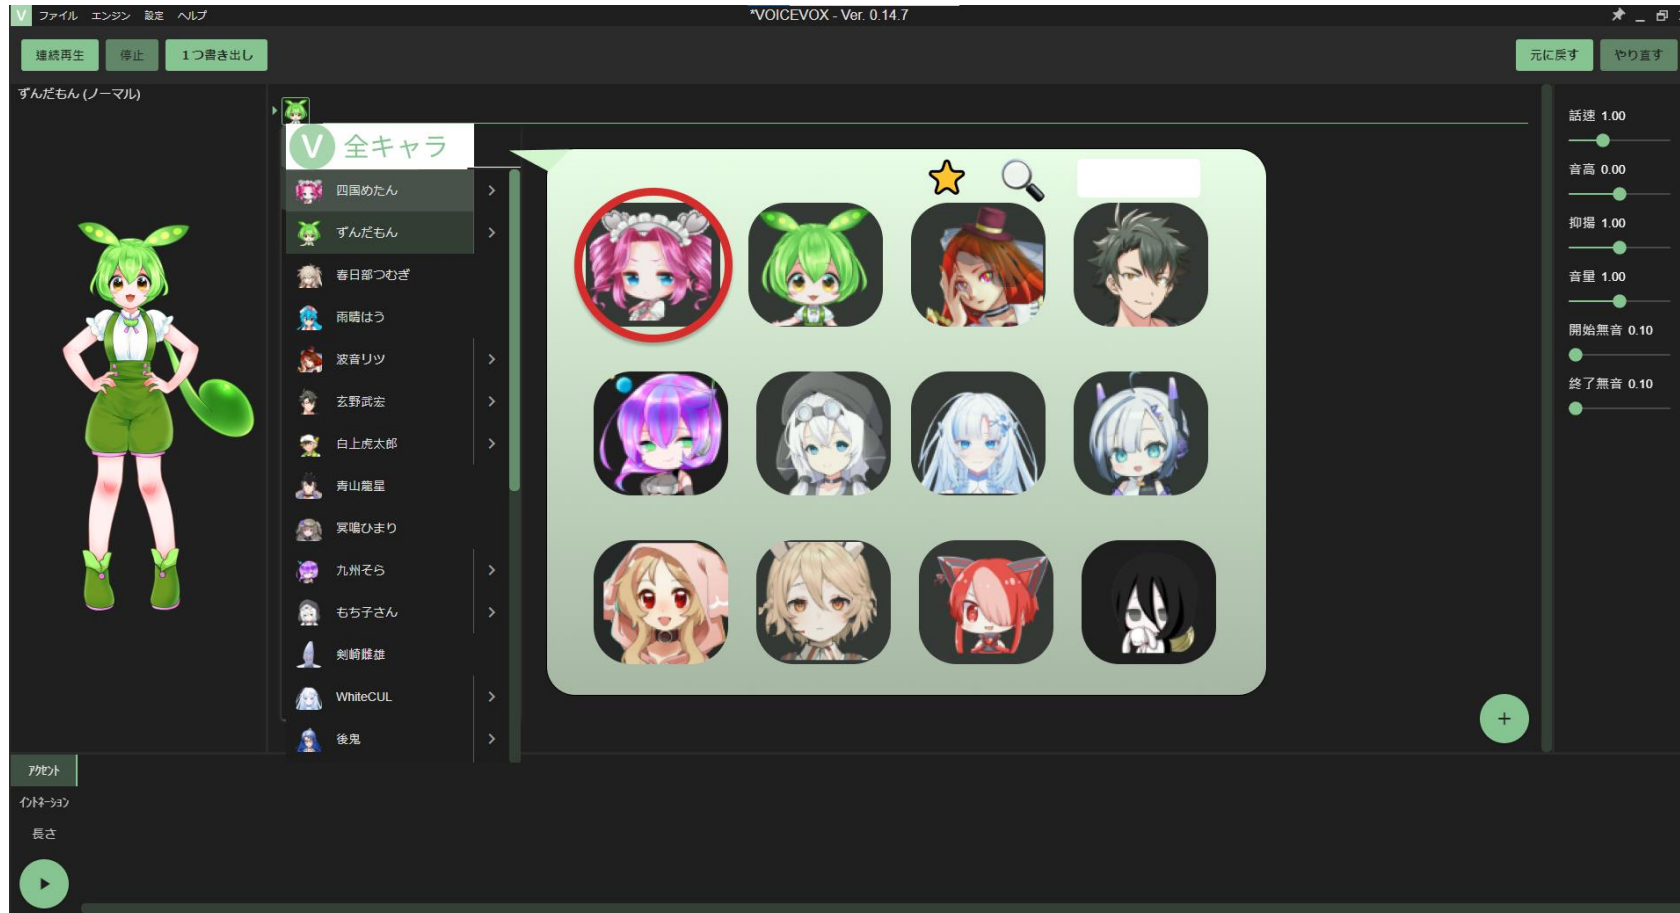 V ファイル エンジン 設定 ヘルプ
*VOICEVOX - Ver. 0.14.7
連続再生 停止 1つ書き出し
元に戻す やり直す
ずんだもん (ノーマル)
V 全キャラ
四国めたん
ずんだもん
春日部つむぎ
雨晴はう
波音リツ
玄野武宏
白上虎太郎
青山龍星
冥鳴ひまり
九州そら
もち子さん
剣崎雌雄
WhiteCUL
後鬼
話速 1.00
音高 0.00
抑揚 1.00
音量 1.00
開始無音 0.10
終了無音 0.10
アクセント
イントネーション
長さ